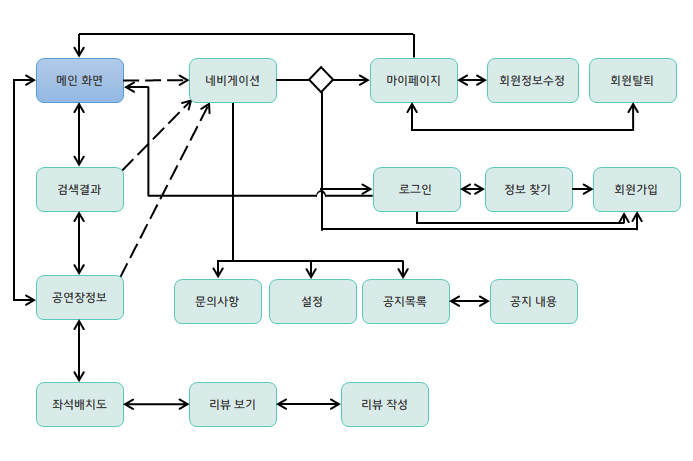 메인 화면
네비게이션
마이페이지
회원정보수정
회원탈퇴
검색결과
로그인
정보 찾기
회원가입
공연장정보
문의사항
설정
공지목록
공지 내용
좌석배치도
리뷰 보기
리뷰 작성